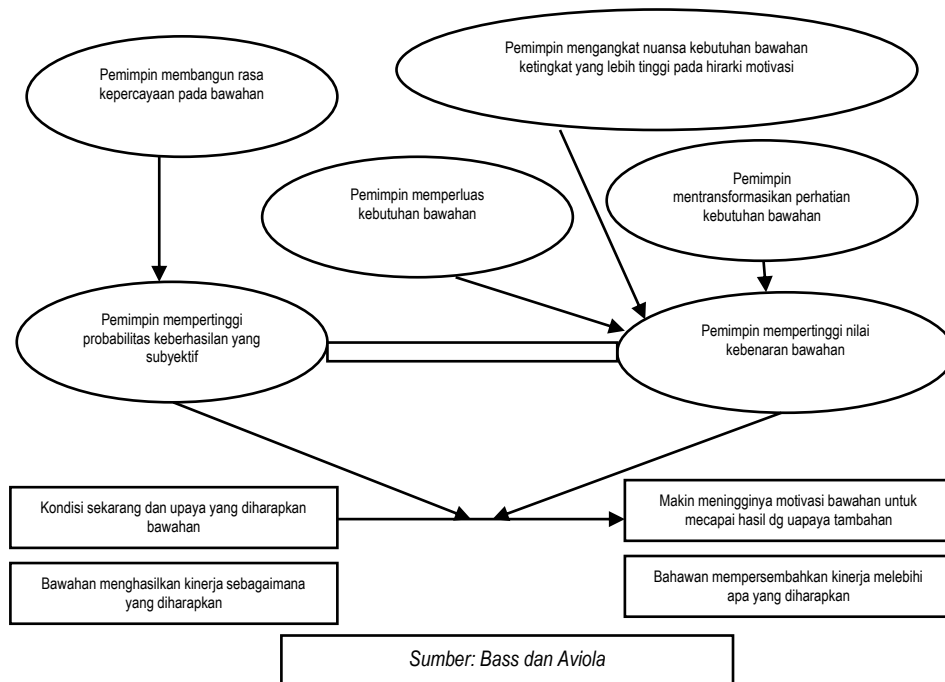 Pemimpin membangun rasa
kepercayaan pada bawahan
Pemimpin mengangkat nuansa kebutuhan bawahan
ketingkat yang lebih tinggi pada hirarki motivasi
Pemimpin memperluas
kebutuhan bawahan
Pemimpin
mentransformasikan perhatian
kebutuhan bawahan
Pemimpin mempertinggi
probabilitas keberhasilan yang
subyektif
Pemimpin mempertinggi nilai
kebenaran bawahan
Kondisi sekarang dan upaya yang diharapkan
bawahan
Makin meningginya motivasi bawahan untuk
mecapai hasil dg uapaya tambahan
Bawahan menghasilkan kinerja sebagaimana
yang diharapkan
Bahawan mempersembahkan kinerja melebihi
apa yang diharapkan
Sumber: Bass dan Aviola